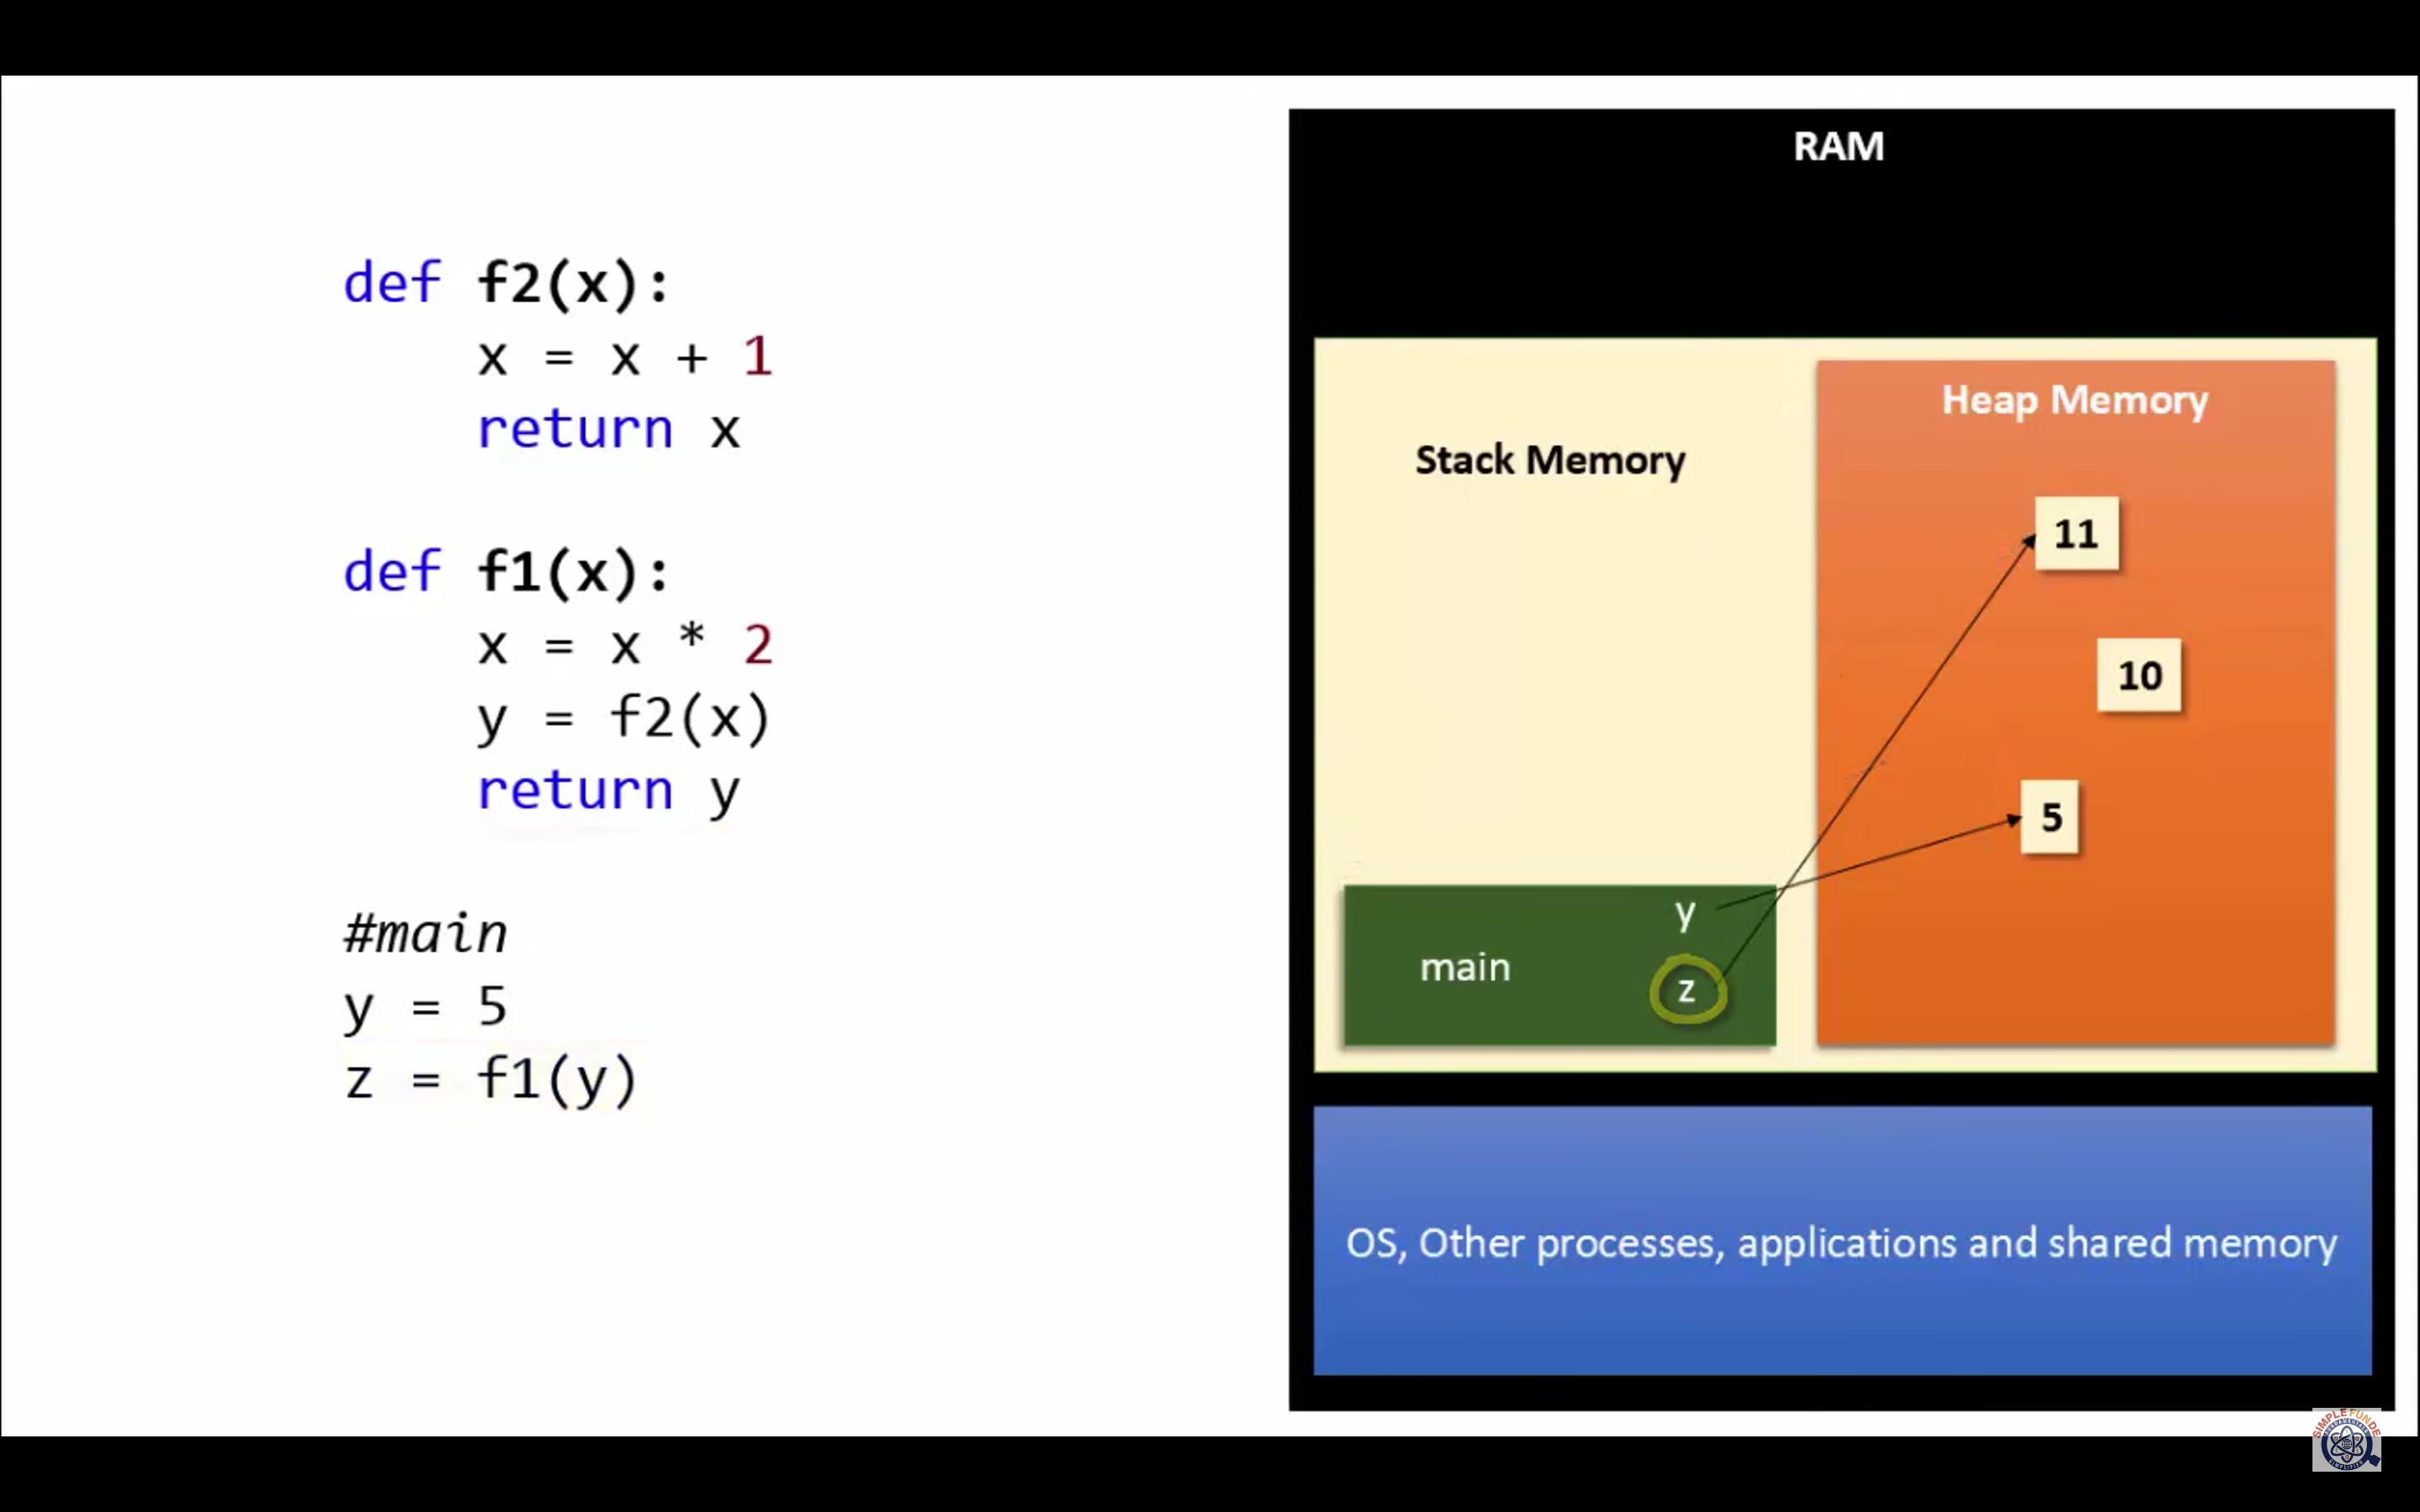 def f2(x):
    x = x + 1
    return x
def f1(x):
    x = x * 2
    y = f2(x)
    return y
#main
y = 5
z = f1(y)
RAM
Stack Memory
Heap Memory
11
10
5
y
main
z
OS, Other processes, applications and shared memory
SIMPLE FUNDE
SIMPLIFIED